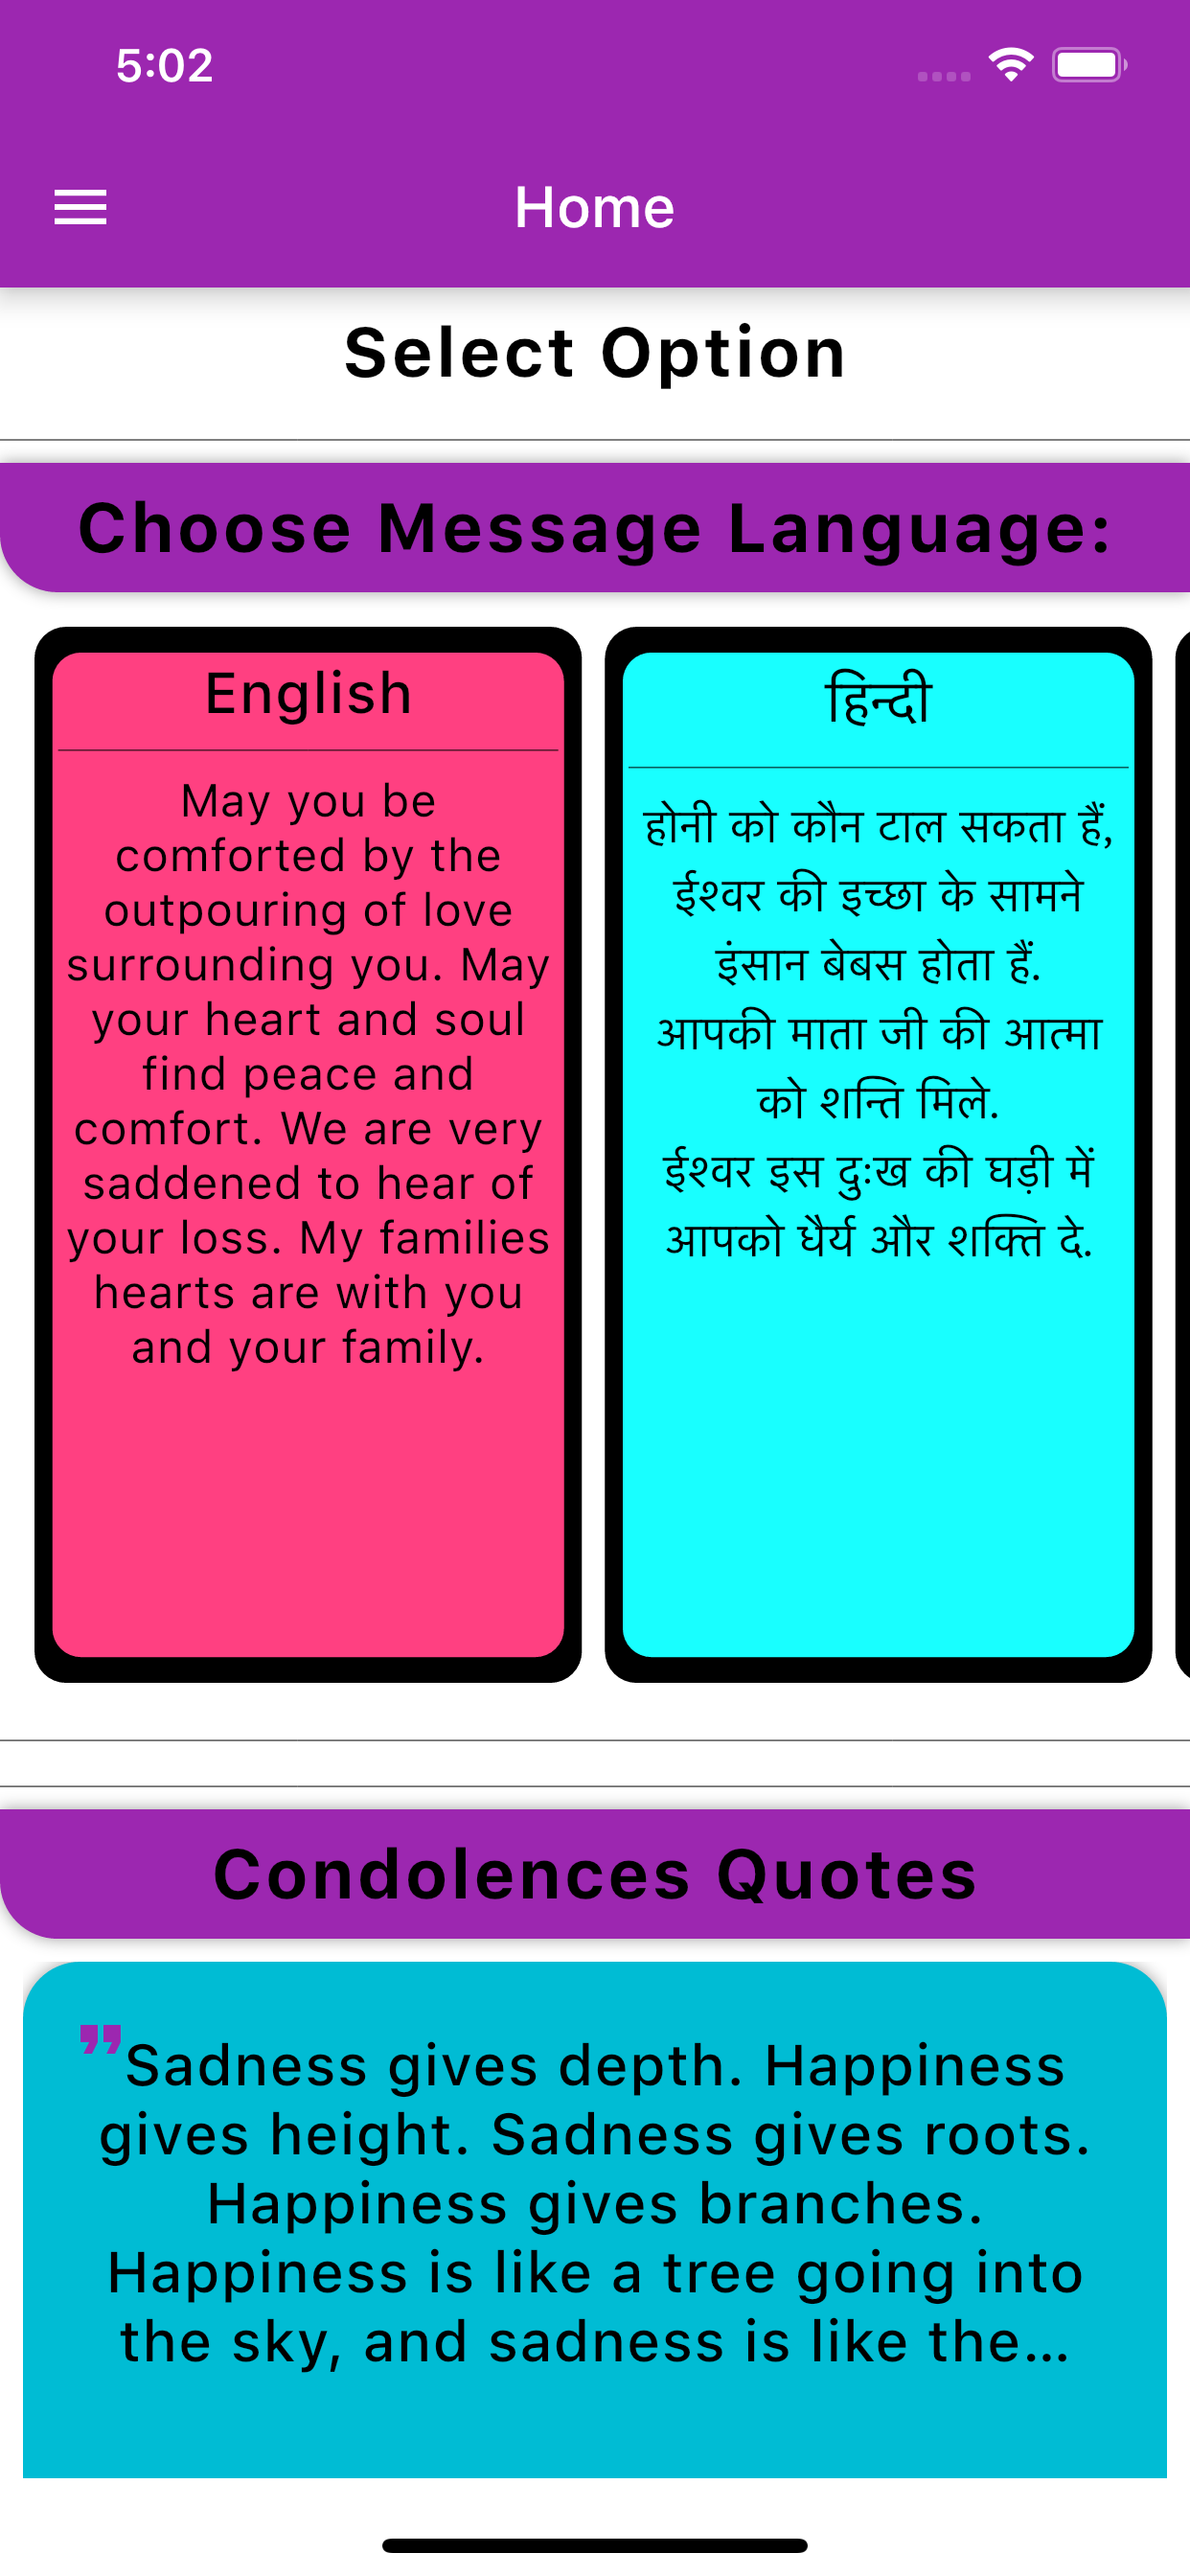 5:02
Home
Select Option
Choose Message Language:
English
May you be
comforted by the
outpouring of love
surrounding you. May
your heart and soul
find peace and
comfort. We are very
saddened to hear of
your loss. My families
hearts are with you
and your family.
हिन्दी
होनी को कौन टाल सकता हैं,
ईश्वर की इच्छा के सामने
इंसान बेबस होता हैं.
आपकी माता जी की आत्मा
को शन्ति मिले.
ईश्वर इस दुःख की घड़ी में
आपको धैर्य और शक्ति दे.
Condolences Quotes
"Sadness gives depth. Happiness
gives height. Sadness gives roots.
Happiness gives branches.
Happiness is like a tree going into
the sky, and sadness is like the...